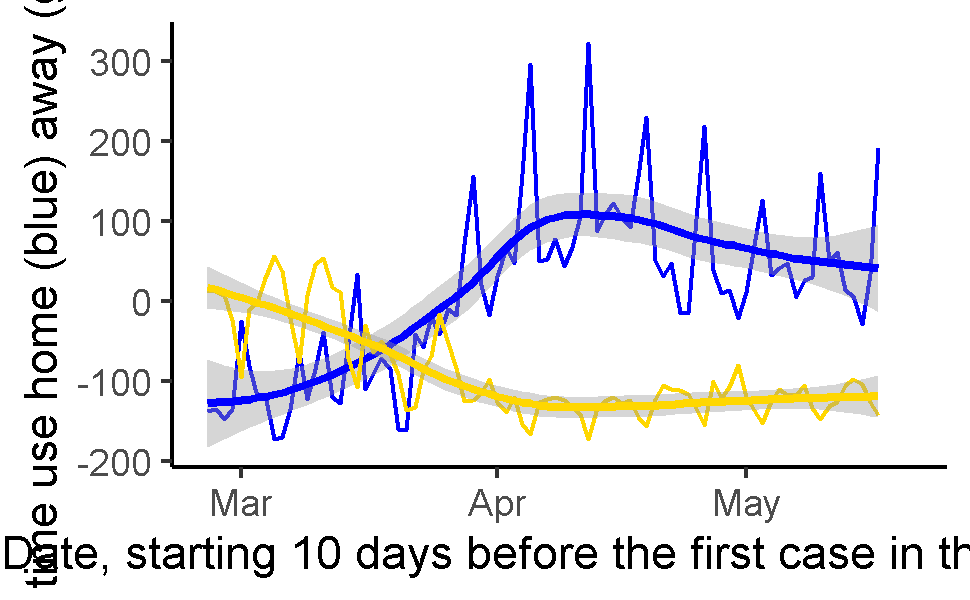 time use home (blue) away (
300
200
100
0
-100
-200
Mar Apr May
Date, starting 10 days before the first case in th